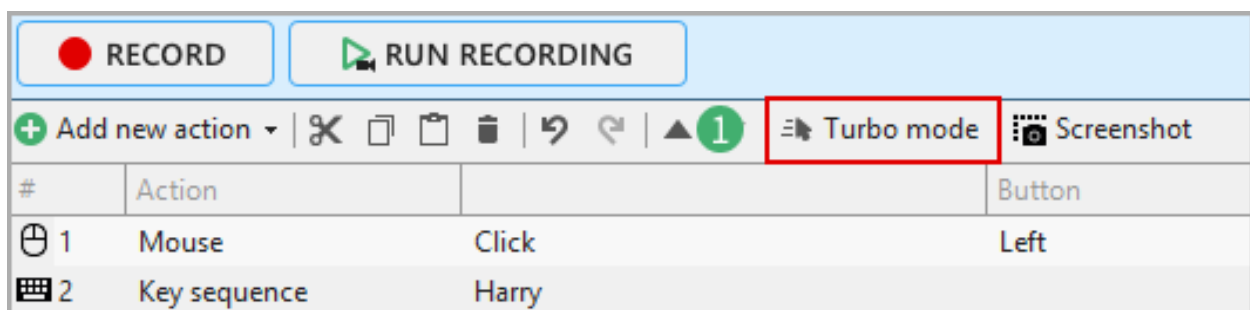 RECORD RUN RECORDING
Add new action 1 Turbo mode Screenshot
# Action Button
1 Mouse Click Left
2 Key sequence Harry